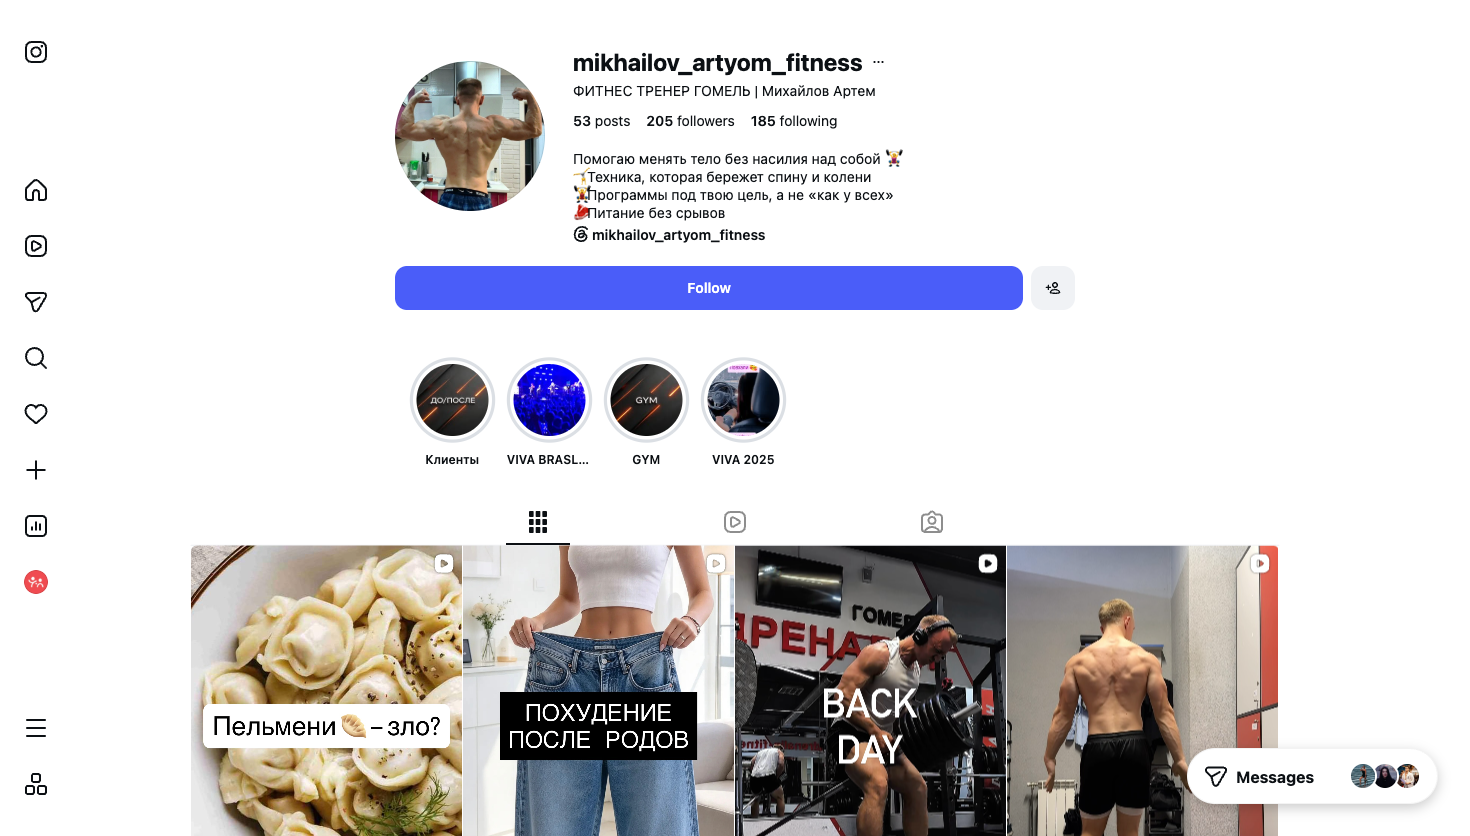 mikhailov_artyom_fitness ...
ФИТНЕС ТРЕНЕР ГОМЕЛЬ | Михайлов Артем
53 posts 205 followers 185 following
Помогаю менять тело без насилия над собой 🏋️
🤸Техника, которая бережет спину и колени
🏋️Программы под твою цель, а не «как у всех»
🥩Питание без срывов
mikhailov_artyom_fitness
Follow
ДО/ПОСЛЕ
GYM
Клиенты
VIVA BRASL...
GYM
VIVA 2025
Пельмени🥟–зло?
ПОХУДЕНИЕ
ПОСЛЕ РОДОВ
ГОМЕЛ
АРЕНА
BACK
DAY
Messages